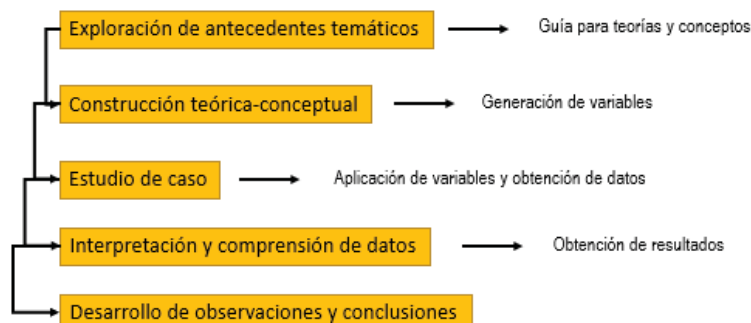 Exploración de antecedentes temáticos
Guía para teorías y conceptos
Construcción teórica-conceptual
Generación de variables
Estudio de caso
Aplicación de variables y obtención de datos
Interpretación y comprensión de datos
Obtención de resultados
Desarrollo de observaciones y conclusiones